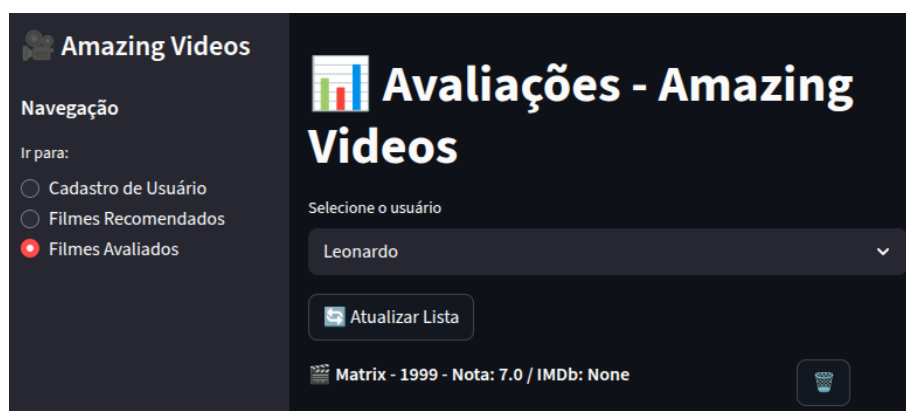 🎥 Amazing Videos
Navegação
Ir para:
Cadastro de Usuário
Filmes Recomendados
Filmes Avaliados
📊 Avaliações - Amazing
Videos
Selecione o usuário
Leonardo
🔄 Atualizar Lista
🎬 Matrix - 1999 - Nota: 7.0 / IMDb: None